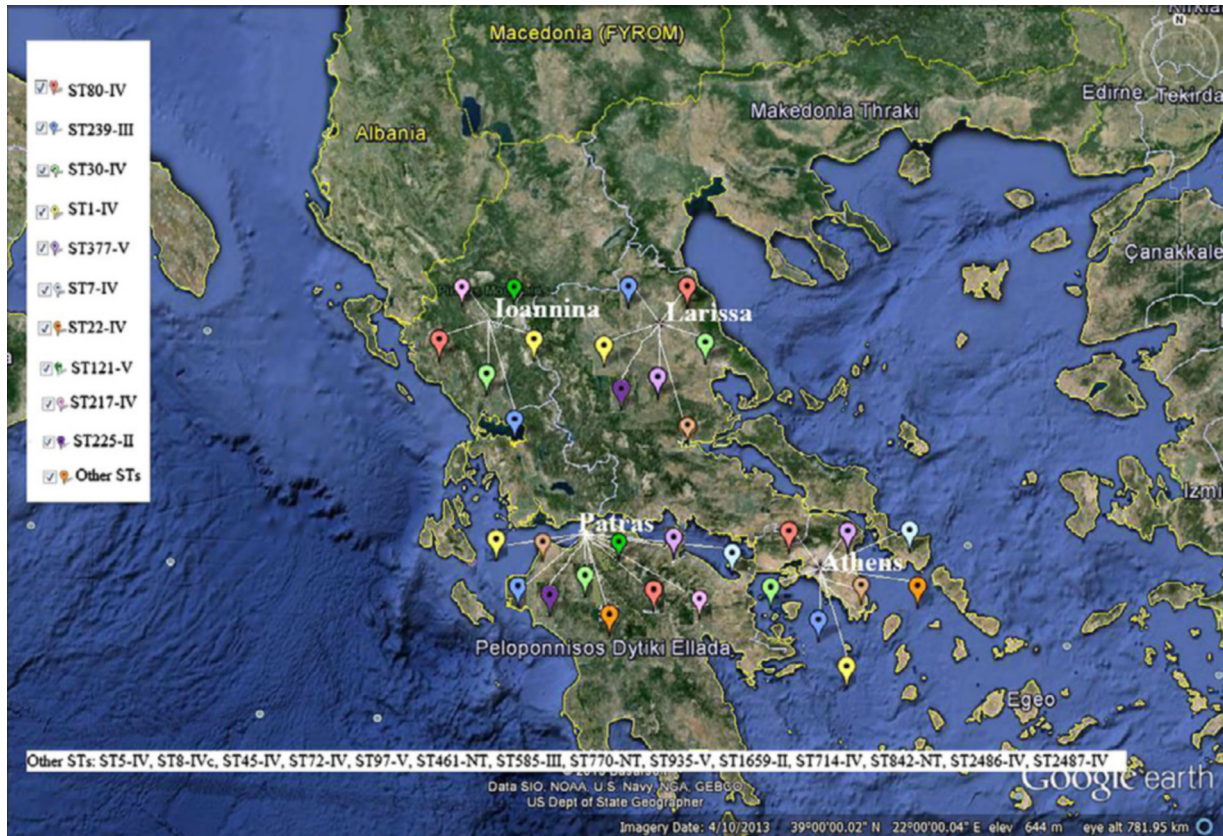 Macedonia (FYROM)
Kirklar
N
Edirne
Tekirda
Makedonia Thraki
Albania
ST80-IV
ST239-III
ST30-IV
ST1-IV
ST377-V
ST7-IV
ST22-IV
ST121-V
ST217-IV
ST225-II
Other STs
Çanakkale
Ioannina
Larissa
Izmi
Patras
Athens
Peloponnisos Dytiki Ellada
Egeo
Other STs: ST5-IV, ST8-IVc, ST45-IV, ST72-IV, ST97-V, ST461-NT, ST585-III, ST770-NT, ST935-V, ST1659-II, ST714-IV, ST842-NT, ST2486-IV, ST2487-IV
Data SIO, NOAA, U.S. Navy, NGA, GEBCO
US Dept of State Geographer
Google earth
Imagery Date: 4/10/2013 39°00'00.02" N 22°00'00.04" E elev 644 m eye alt 781.95 km